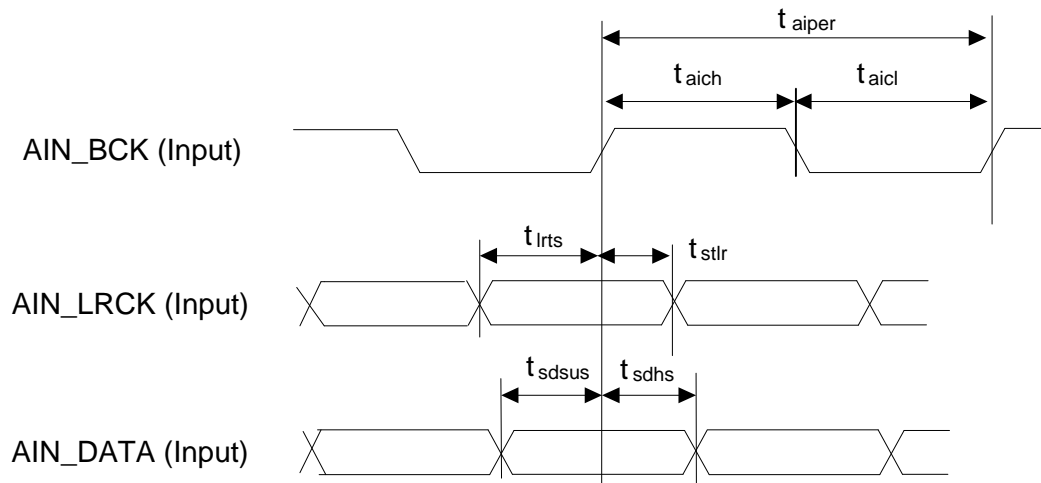 t aiper
t aich
t aicl
AIN_BCK (Input)
t lrts
t stlr
AIN_LRCK (Input)
t sdsus
t sdhs
AIN_DATA (Input)